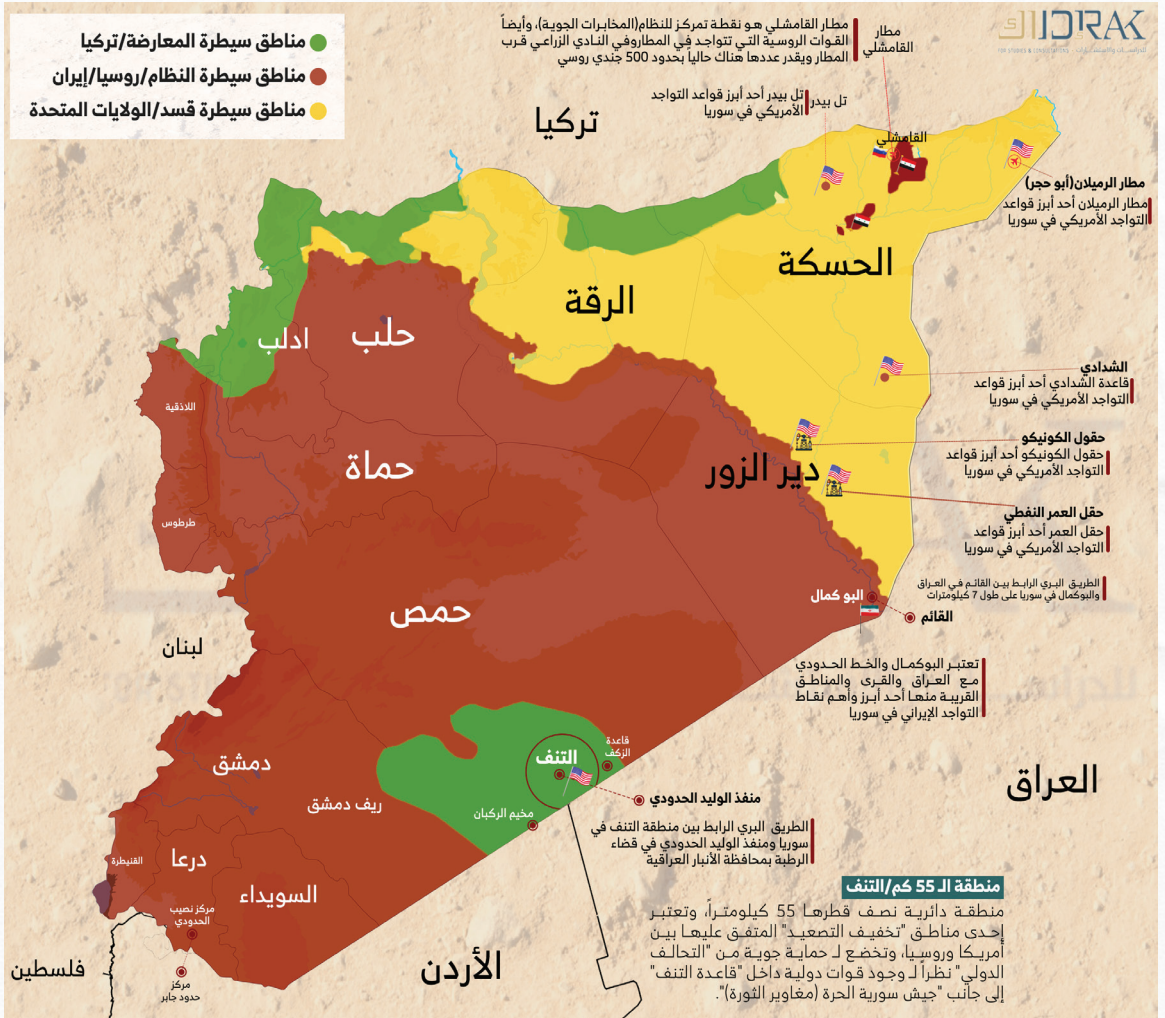 إدراك
IDRAK
للدراسات والاستشارات
FOR STUDIES & CONSULTATIONS
مناطق سيطرة المعارضة/تركيا
مناطق سيطرة النظام/روسيا/إيران
مناطق سيطرة قسد/الولايات المتحدة
مطار
القامشلي
مطار القامشلي هو نقطة تمركز للنظام(المخابرات الجوية)، وأيضاً
القوات الروسية التي تتواجد في المطاروفي النادي الزراعي قرب
المطار ويقدر عددها هناك حالياً بحدود 500 جندي روسي
تل بيدر
تل بيدر أحد أبرز قواعد التواجد
الأمريكي في سوريا
تركيا
القامشلي
مطار الرميلان(أبو حجر)
مطار الرميلان أحد أبرز قواعد
التواجد الأمريكي في سوريا
الحسكة
الرقة
حلب
ادلب
الشدادي
قاعدة الشدادي أحد أبرز قواعد
التواجد الأمريكي في سوريا
اللاذقية
حقول الكونيكو
حقول الكونيكو أحد أبرز قواعد
التواجد الأمريكي في سوريا
حماة
دير الزور
حقل العمر النفطي
حقل العمر أحد أبرز قواعد
التواجد الأمريكي في سوريا
طرطوس
الطريق البري الرابط بين القائم في العراق
والبوكمال في سوريا على طول 7 كيلومترات
البو كمال
القائم
حمص
لبنان
تعتبر البوكمال والخط الحدودي
مع العراق والقرى والمناطق
القريبة منها أحد أبرز وأهم نقاط
التواجد الإيراني في سوريا
قاعدة
الزكف
التنف
دمشق
العراق
ريف دمشق
منفذ الوليد الحدودي
مخيم الركبان
الطريق البري الرابط بين منطقة التنف في
سوريا ومنفذ الوليد الحدودي في قضاء
الرطبة بمحافظة الأنبار العراقية
القنيطرة
درعا
السويداء
منطقة الـ 55 كم/التنف
منطقة دائرية نصف قطرها 55 كيلومتراً، وتعتبر
إحدى مناطق "تخفيف التصعيد" المتفق عليها بين
أمريكا وروسيا، وتخضع لـ حماية جوية من "التحالف
الدولي" نظراً لـ وجود قوات دولية داخل "قاعدة التنف"
إلى جانب "جيش سورية الحرة (مغاوير الثورة)".
مركز نصيب
الحدودي
فلسطين
الأردن
مركز
حدود جابر